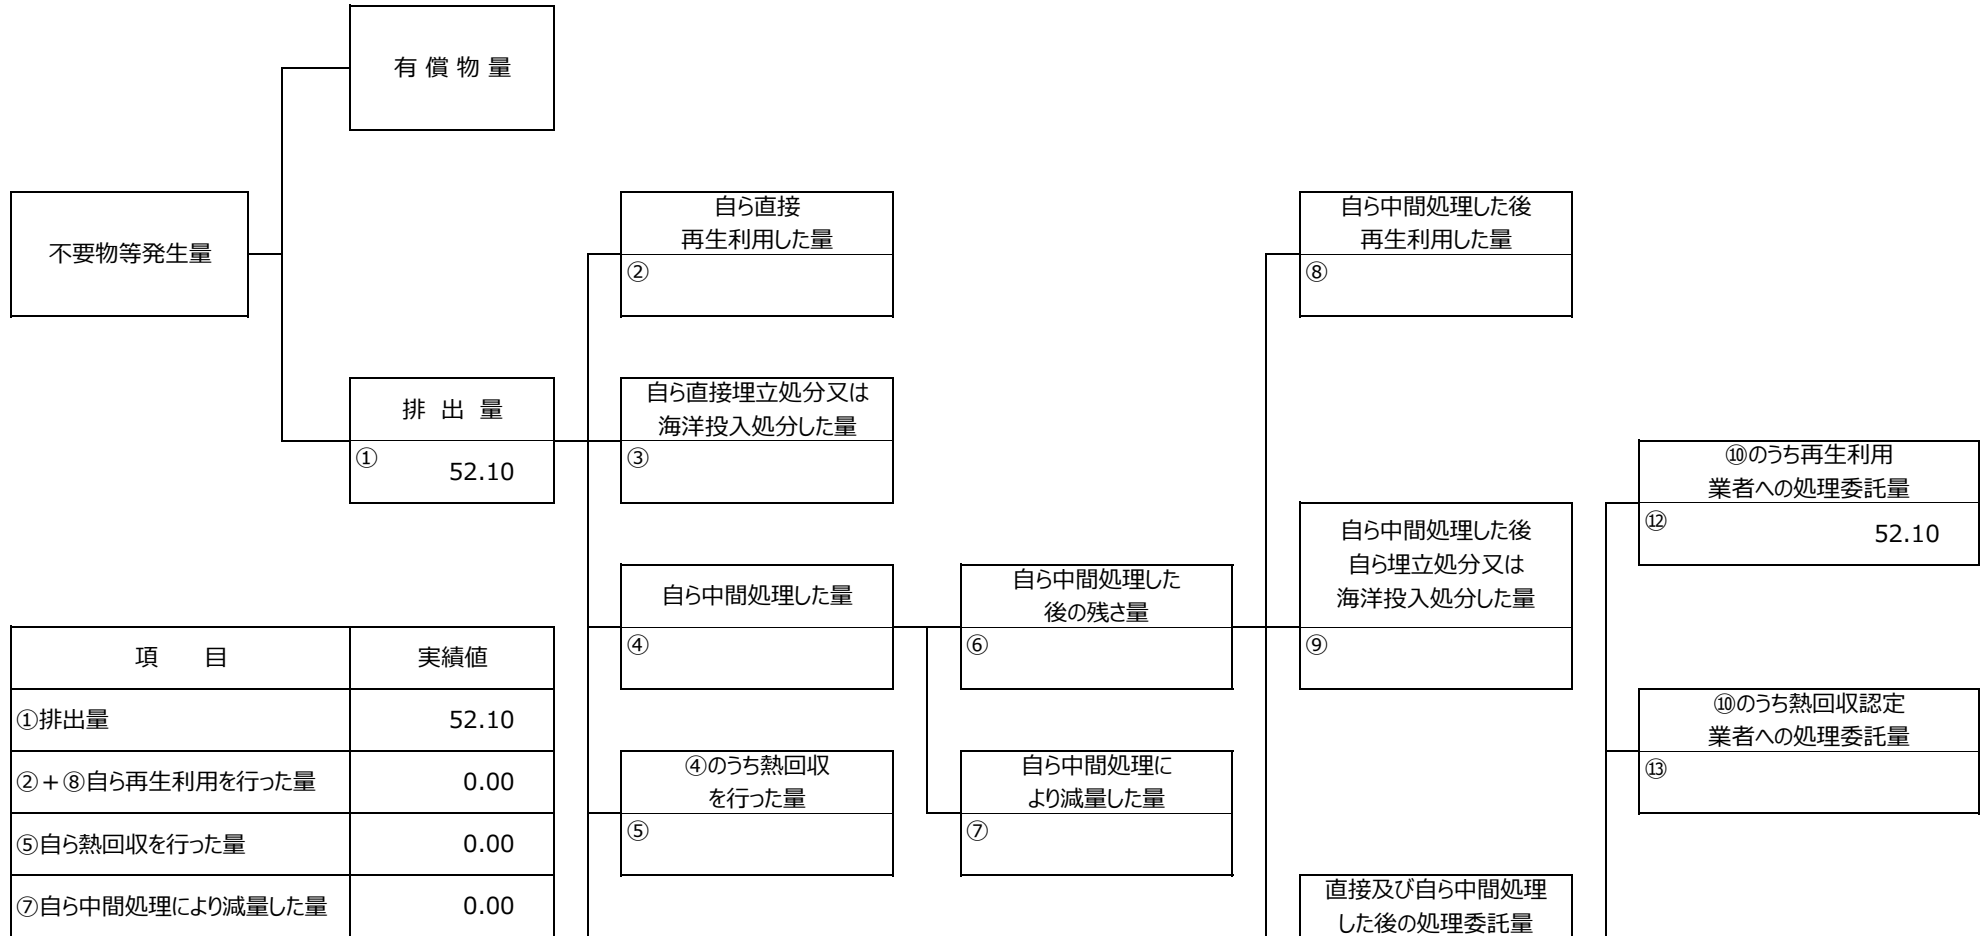 有 償 物 量
不要物等発生量
自ら直接
再生利用した量
②
自ら中間処理した後
再生利用した量
⑧
排 出 量
①
52.10
自ら直接埋立処分又は
海洋投入処分した量
③
⑩のうち再生利用
業者への処理委託量
⑫
52.10
自ら中間処理した量
④
自ら中間処理した
後の残さ量
⑥
自ら中間処理した後
自ら埋立処分又は
海洋投入処分した量
⑨
⑩のうち熱回収認定
業者への処理委託量
⑬
④のうち熱回収
を行った量
⑤
自ら中間処理に
より減量した量
⑦
直接及び自ら中間処理
した後の処理委託量
項 目 実績値
①排出量 52.10
②+⑧自ら再生利用を行った量 0.00
⑤自ら熱回収を行った量 0.00
⑦自ら中間処理により減量した量 0.00